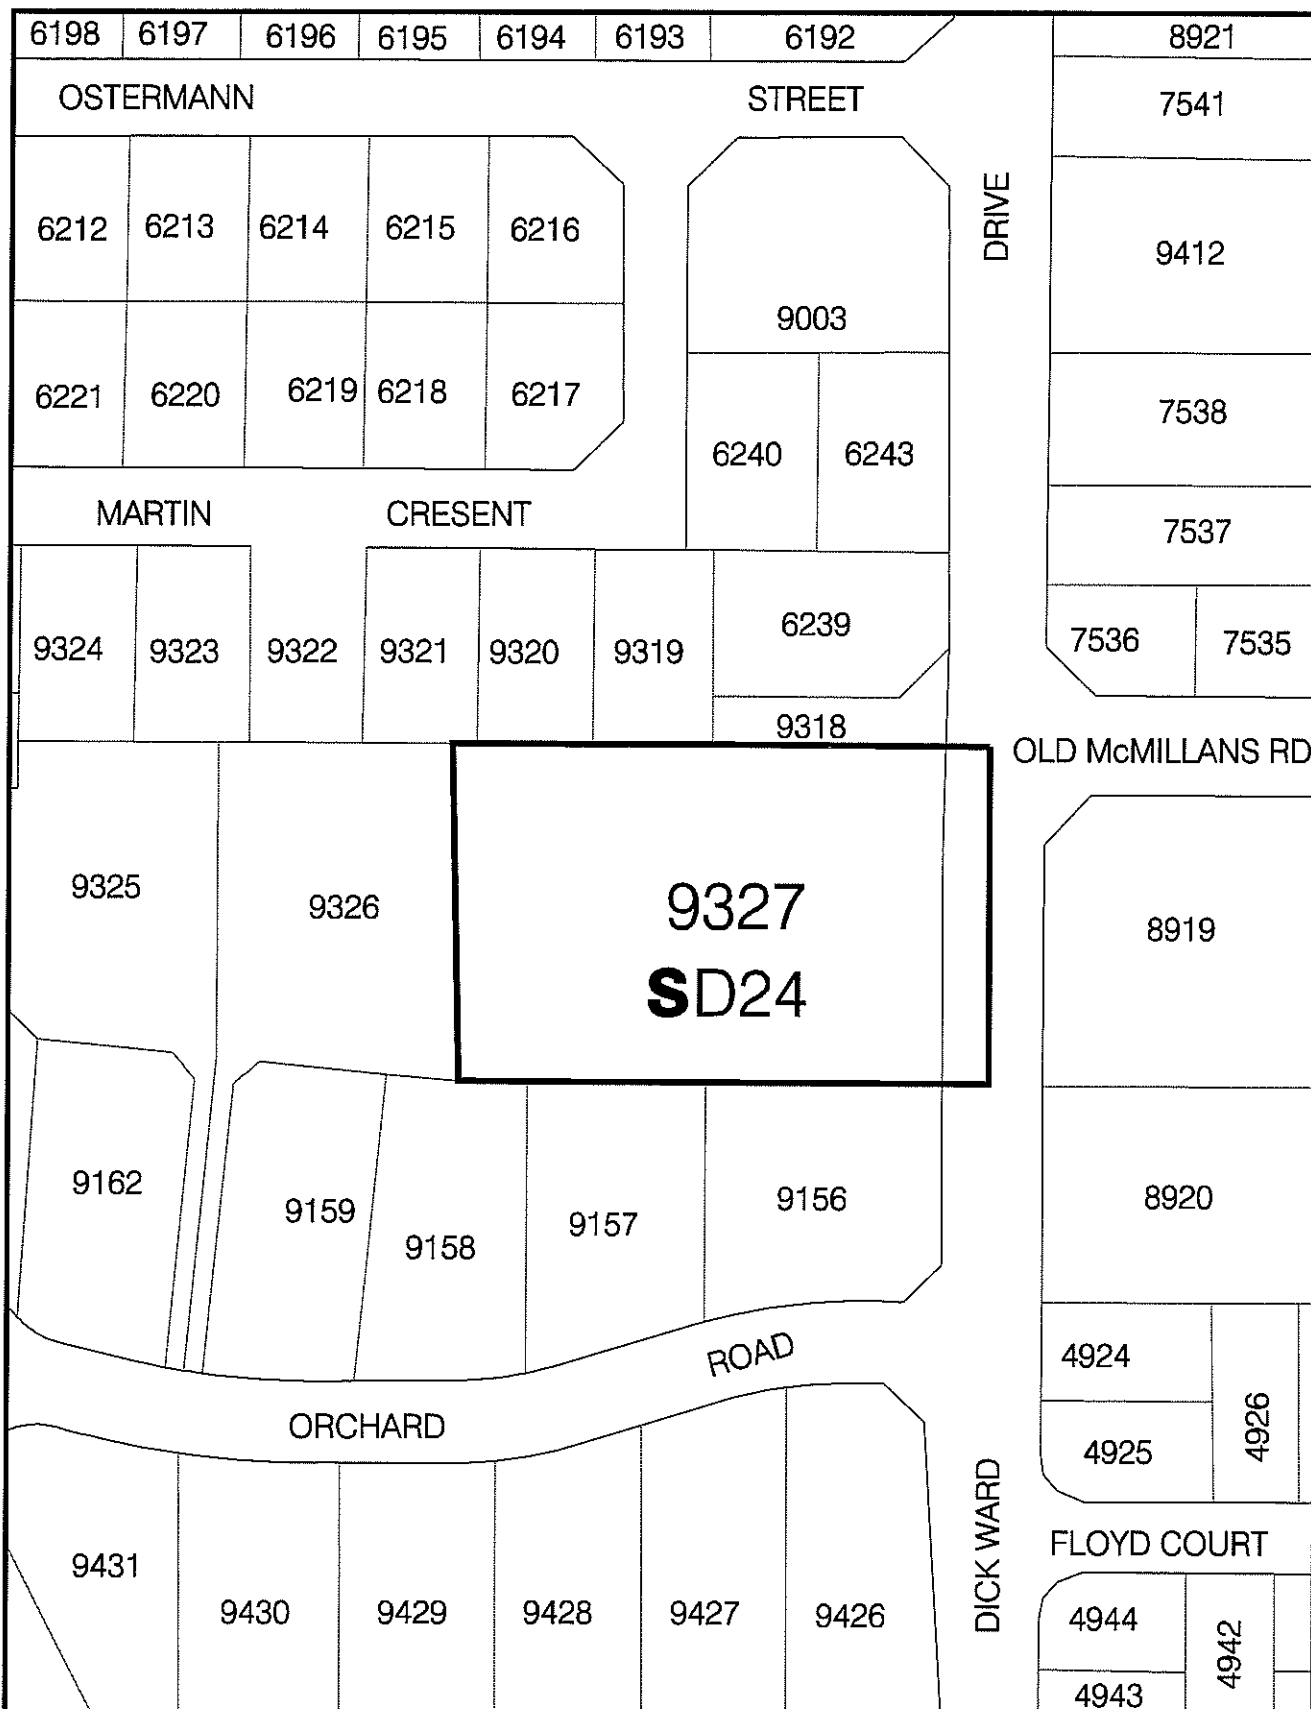 6198 6197 6196 6195 6194 6193 6192 8921
OSTERMANN STREET
7541
DRIVE
6212 6213 6214 6215 6216
9412
9003
6221 6220 6219 6218 6217
7538
6240 6243
MARTIN CRESENT
7537
9324 9323 9322 9321 9320 9319 6239 7536 7535
9318
OLD McMILLANS RD
9325 9326 9327 8919
SD24
9162 9159 9158 9157 9156 8920
ROAD
4924
ORCHARD
4925 4926
DICK WARD
FLOYD COURT
9431 9430 9429 9428 9427 9426
4944 4942
4943